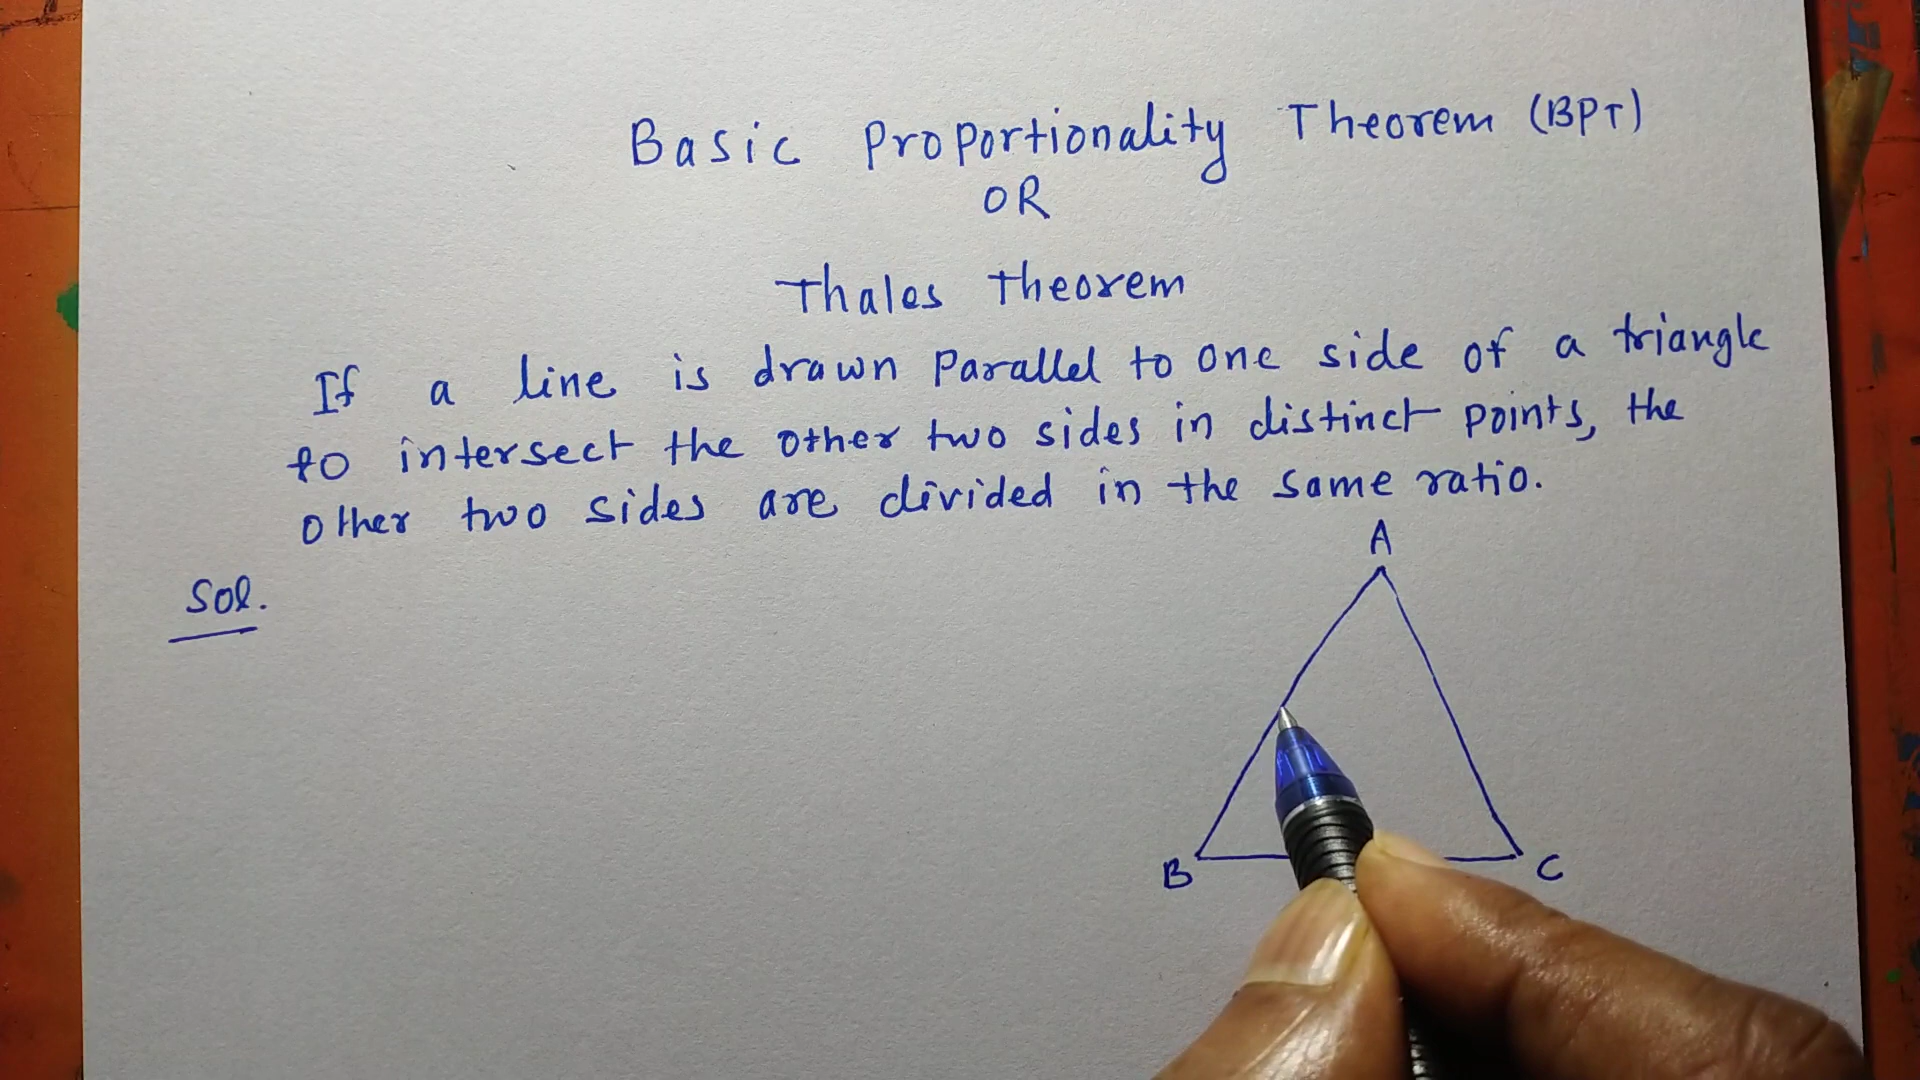 Basic Proportionality Theorem (BPT)
OR
Thales Theorem
If a line is drawn Parallel to one side of a triangle
to intersect the other two sides in distinct points, the
other two sides are divided in the same ratio.
A
Sol.
B
C